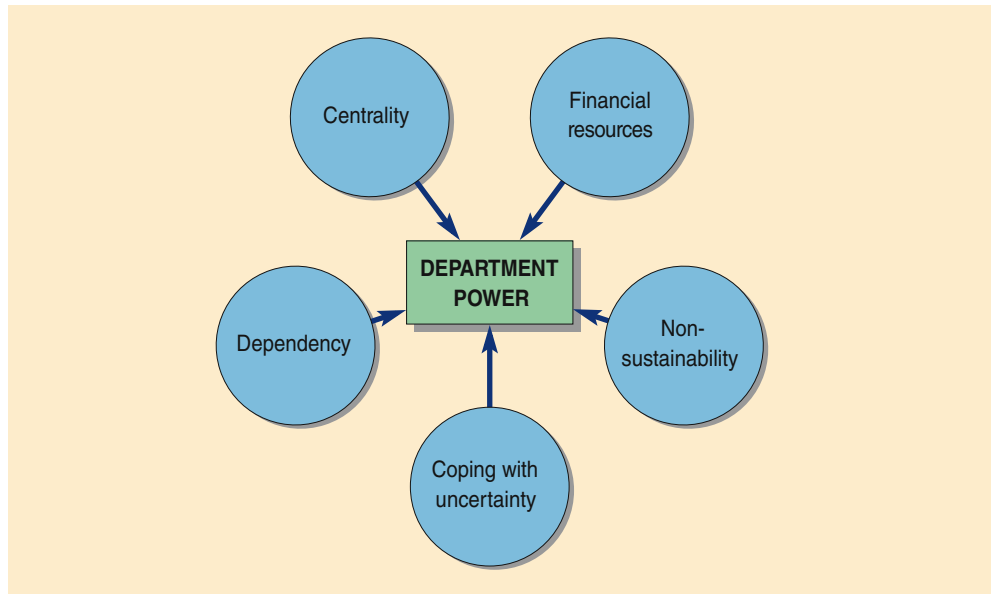 Centrality
Financial
resources
DEPARTMENT
POWER
Dependency
Non-
sustainability
Coping with
uncertainty